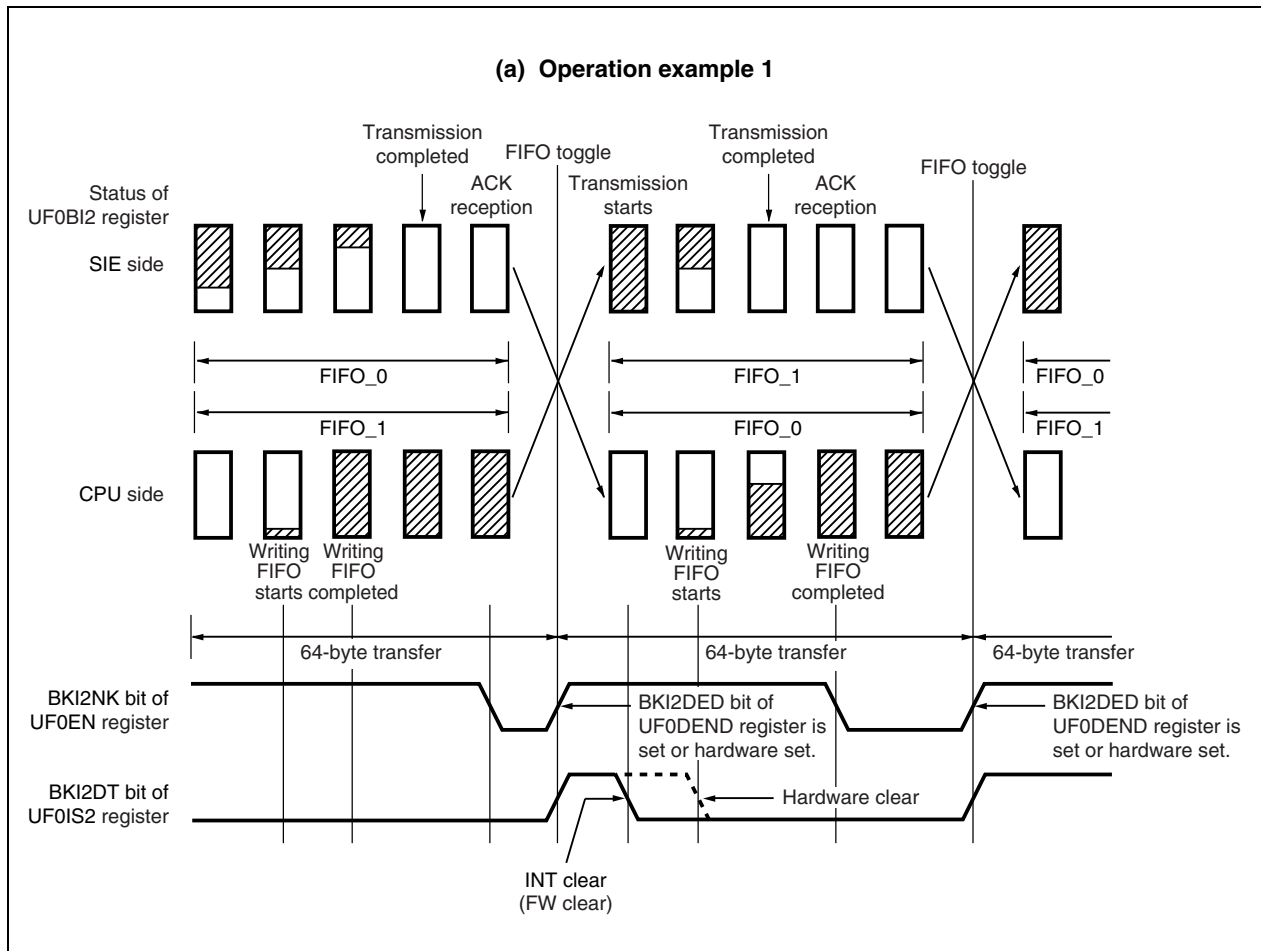 (a) Operation example 1
Transmission
completed
FIFO toggle
Transmission
completed
FIFO toggle
Status of
UF0BI2 register
ACK
reception
Transmission
starts
ACK
reception
SIE side
FIFO_0
FIFO_1
FIFO_0
FIFO_1
FIFO_0
FIFO_1
CPU side
Writing
FIFO
starts
Writing
FIFO
completed
Writing
FIFO
starts
Writing
FIFO
completed
64-byte transfer
64-byte transfer
64-byte transfer
BKI2NK bit of
UF0EN register
BKI2DED bit of
UF0DEND register is
set or hardware set.
BKI2DED bit of
UF0DEND register is
set or hardware set.
BKI2DT bit of
UF0IS2 register
Hardware clear
INT clear
(FW clear)